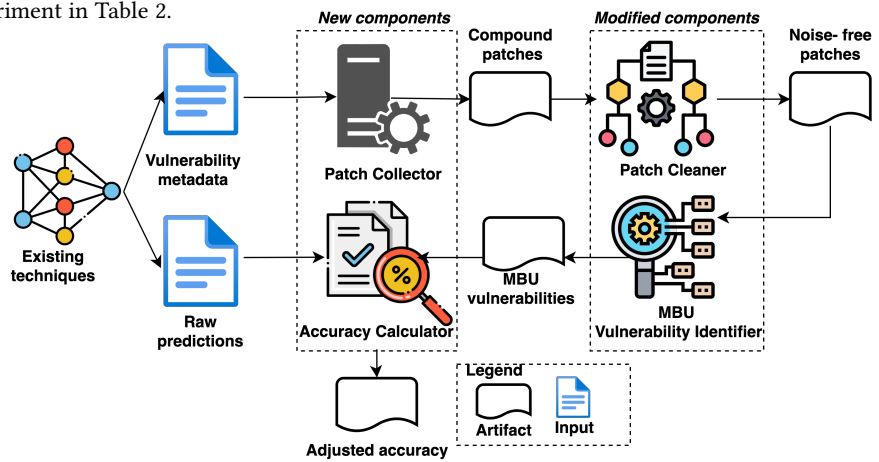 riment in Table 2.
New components
Modified components
Compound
patches
Noise- free
patches
Vulnerability
metadata
Patch Collector
Patch Cleaner
Existing
techniques
%
MBU
vulnerabilities
Raw
predictions
Accuracy Calculator
MBU
Vulnerability Identifier
Legend
Artifact
Input
Adjusted accuracy